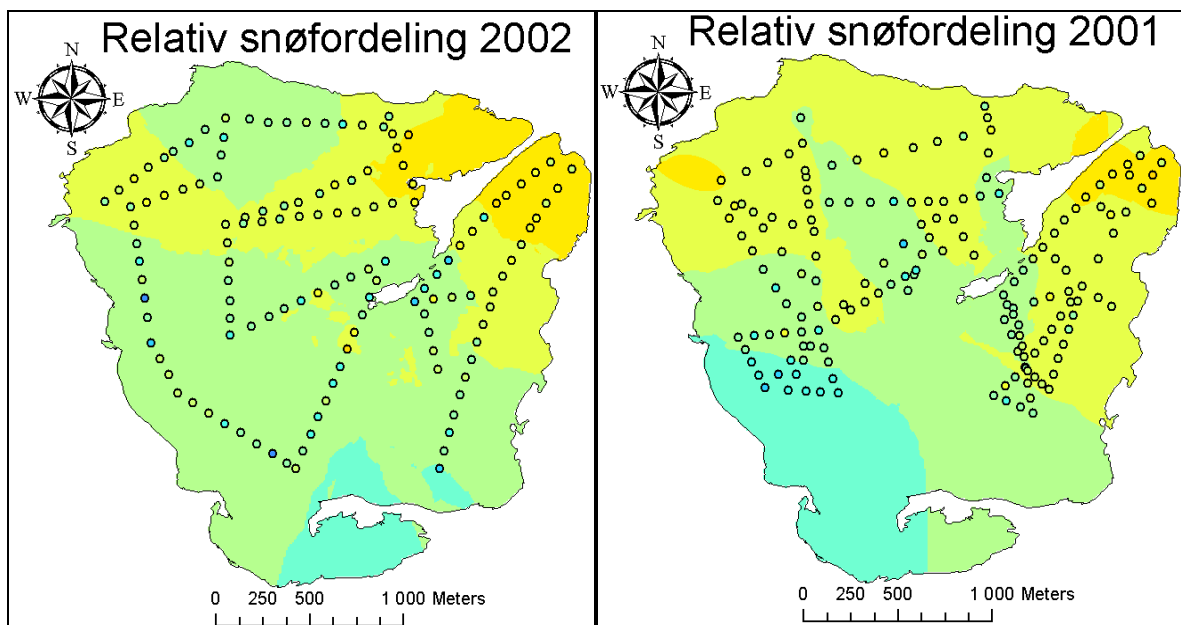 Relativ snøfordeling 2002
N
W E
S
0 250 500 1 000 Meters
Relativ snøfordeling 2001
N
W E
S
0 250 500 1 000 Meters